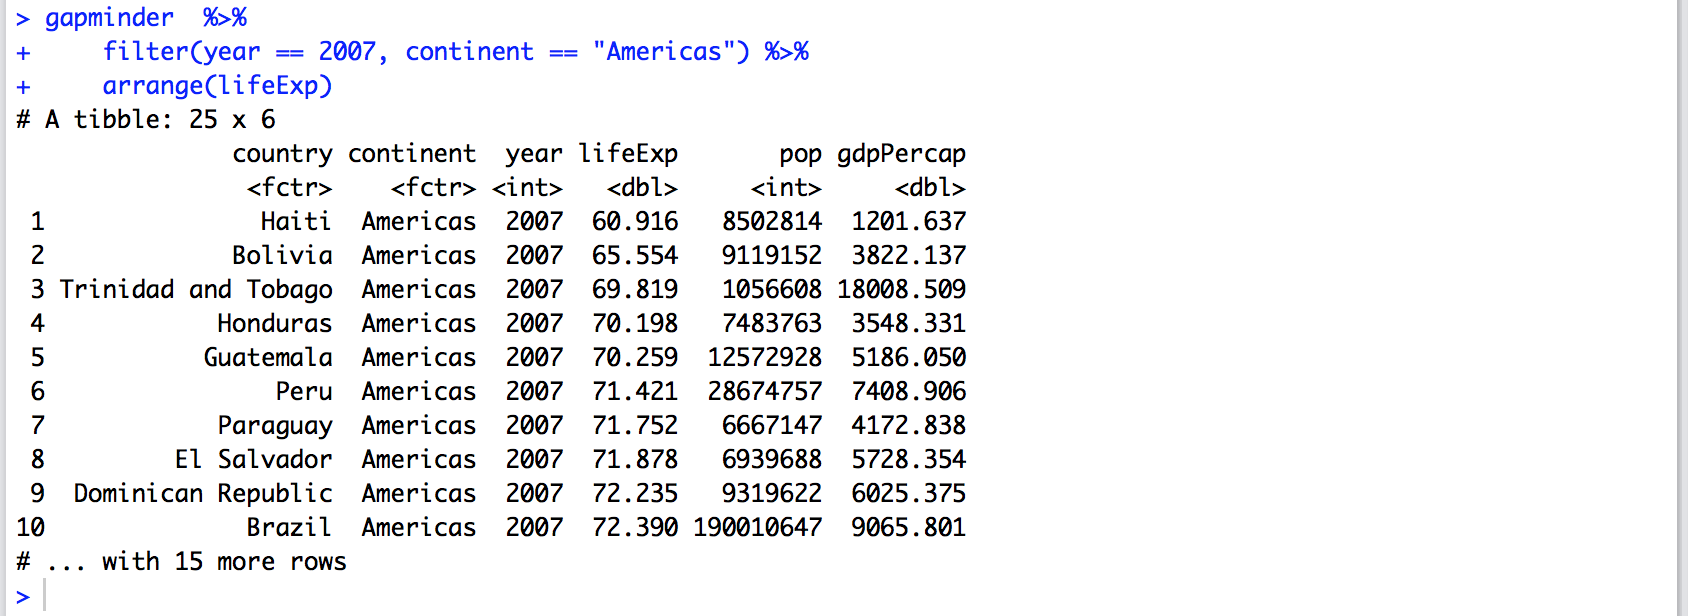 > gapminder  %>%
+     filter(year == 2007, continent == "Americas") %>%
+     arrange(lifeExp)
# A tibble: 25 x 6
               country continent  year lifeExp       pop gdpPercap
                <fctr>    <fctr> <int>   <dbl>     <int>     <dbl>
 1               Haiti  Americas  2007  60.916   8502814  1201.637
 2             Bolivia  Americas  2007  65.554   9119152  3822.137
 3 Trinidad and Tobago  Americas  2007  69.819   1056608 18008.509
 4            Honduras  Americas  2007  70.198   7483763  3548.331
 5           Guatemala  Americas  2007  70.259  12572928  5186.050
 6                Peru  Americas  2007  71.421  28674757  7408.906
 7            Paraguay  Americas  2007  71.752   6667147  4172.838
 8         El Salvador  Americas  2007  71.878   6939688  5728.354
 9  Dominican Republic  Americas  2007  72.235   9319622  6025.375
10              Brazil  Americas  2007  72.390 190010647  9065.801
# ... with 15 more rows
>